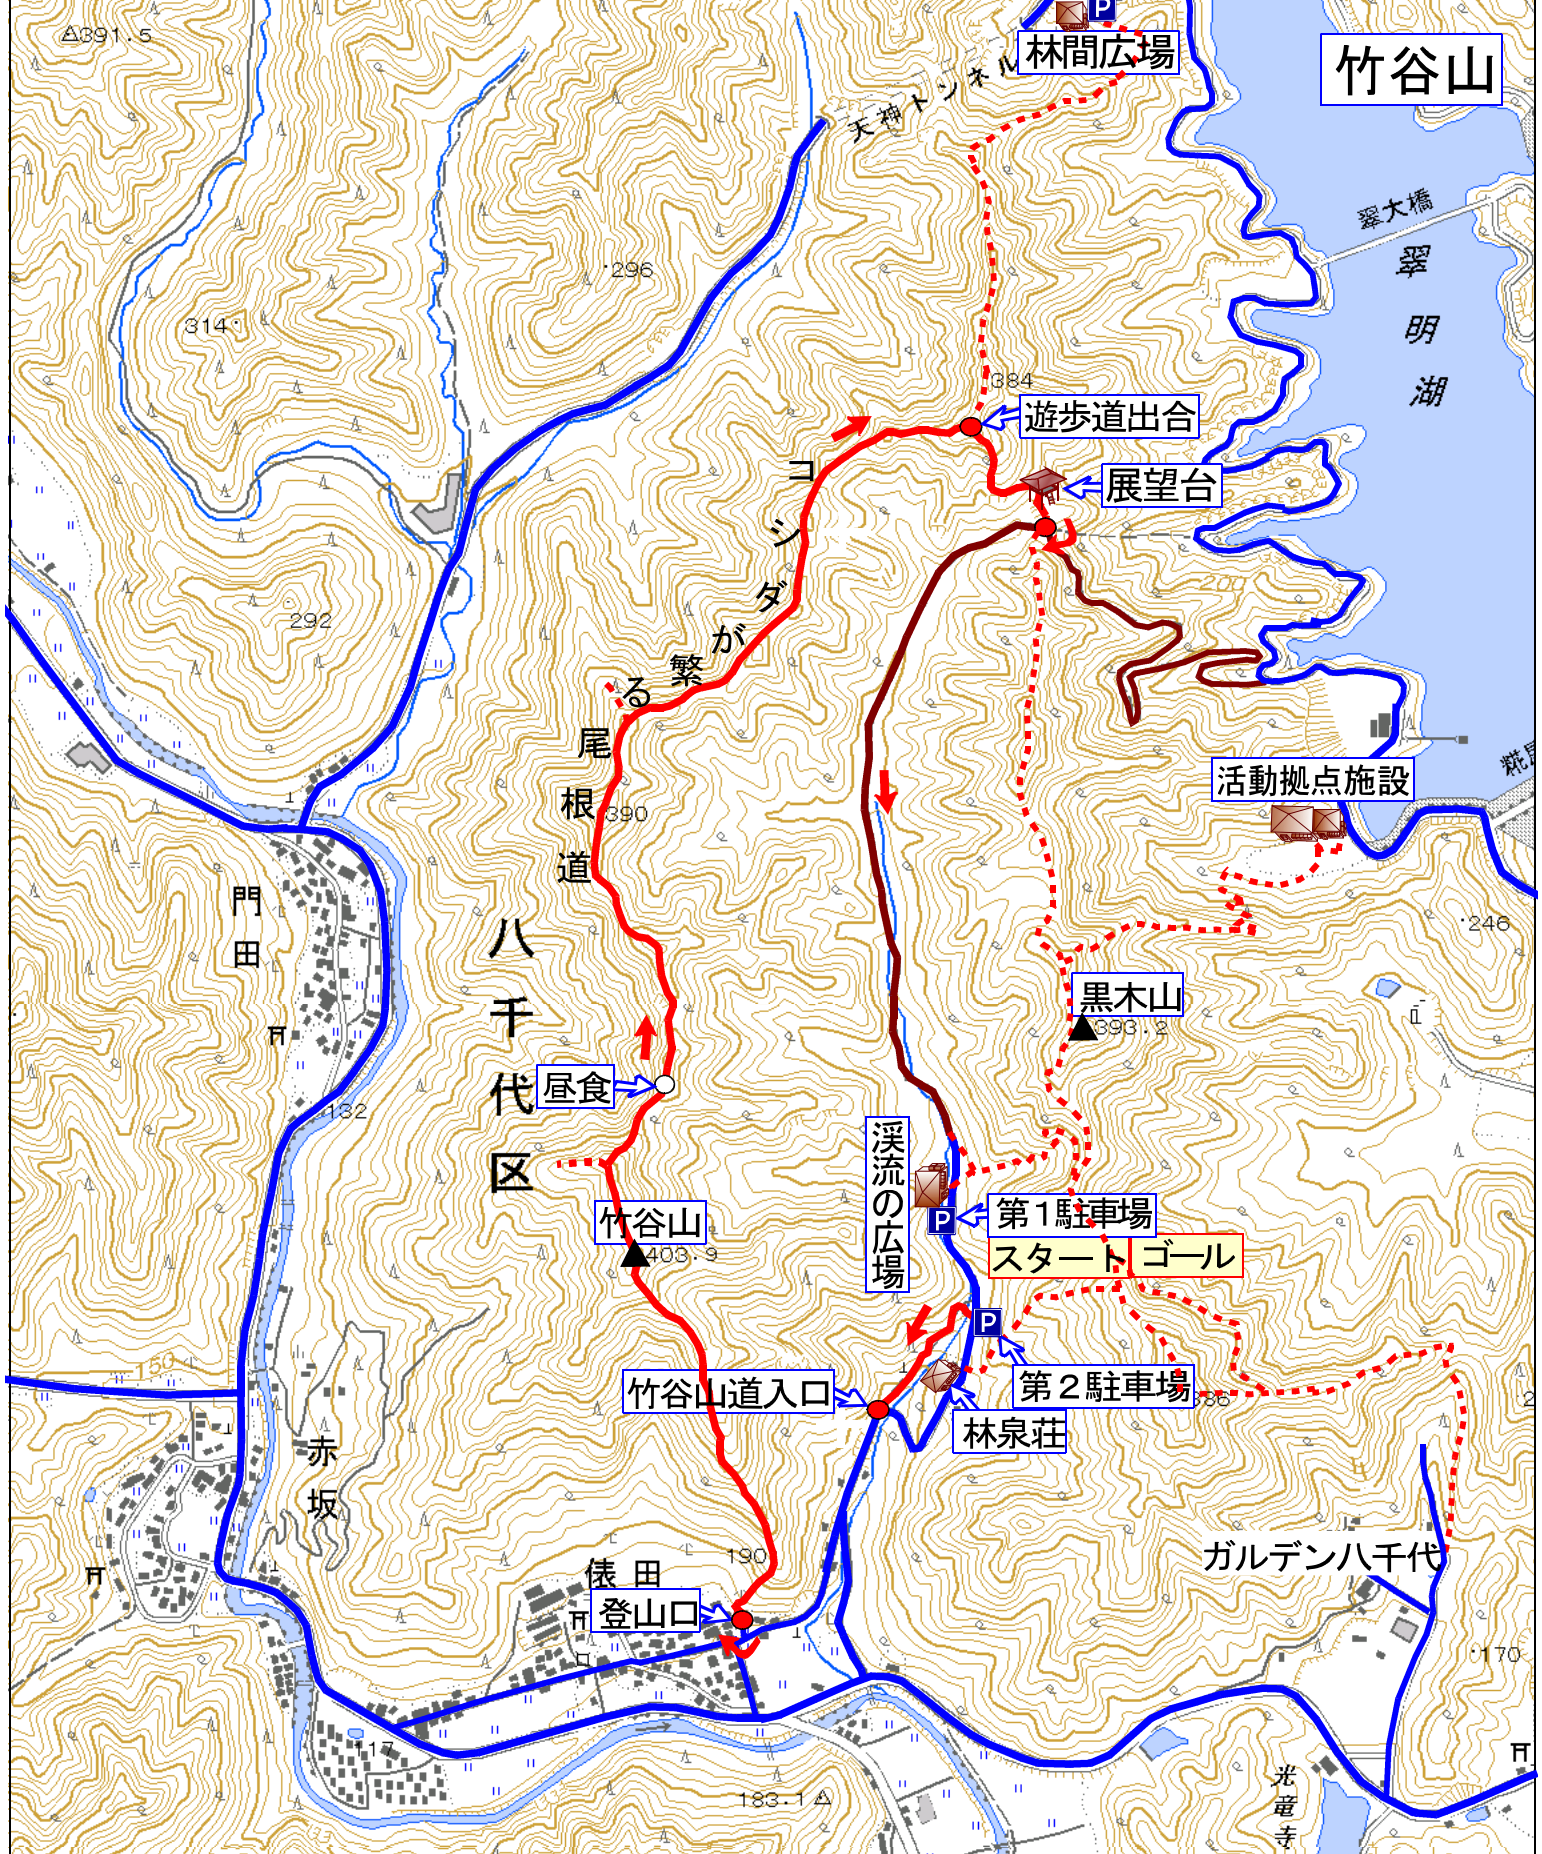 竹谷山
P
林間広場
△391.5
天神トンネル
翠大橋
翠明湖
・296
314・
384
遊歩道出合
展望台
コシダが繁る尾根道
200
292
390
活動拠点施設
門田
八千代区
・246
黒木山
▲393.2
昼食
132
渓流の広場
第1駐車場
P
竹谷山
▲403.9
スタート ゴール
150
P
竹谷山道入口
第2駐車場
386
林泉荘
赤坂
190
俵田
ガルデン八千代
登山口
・170
117
183.1△
光竜寺